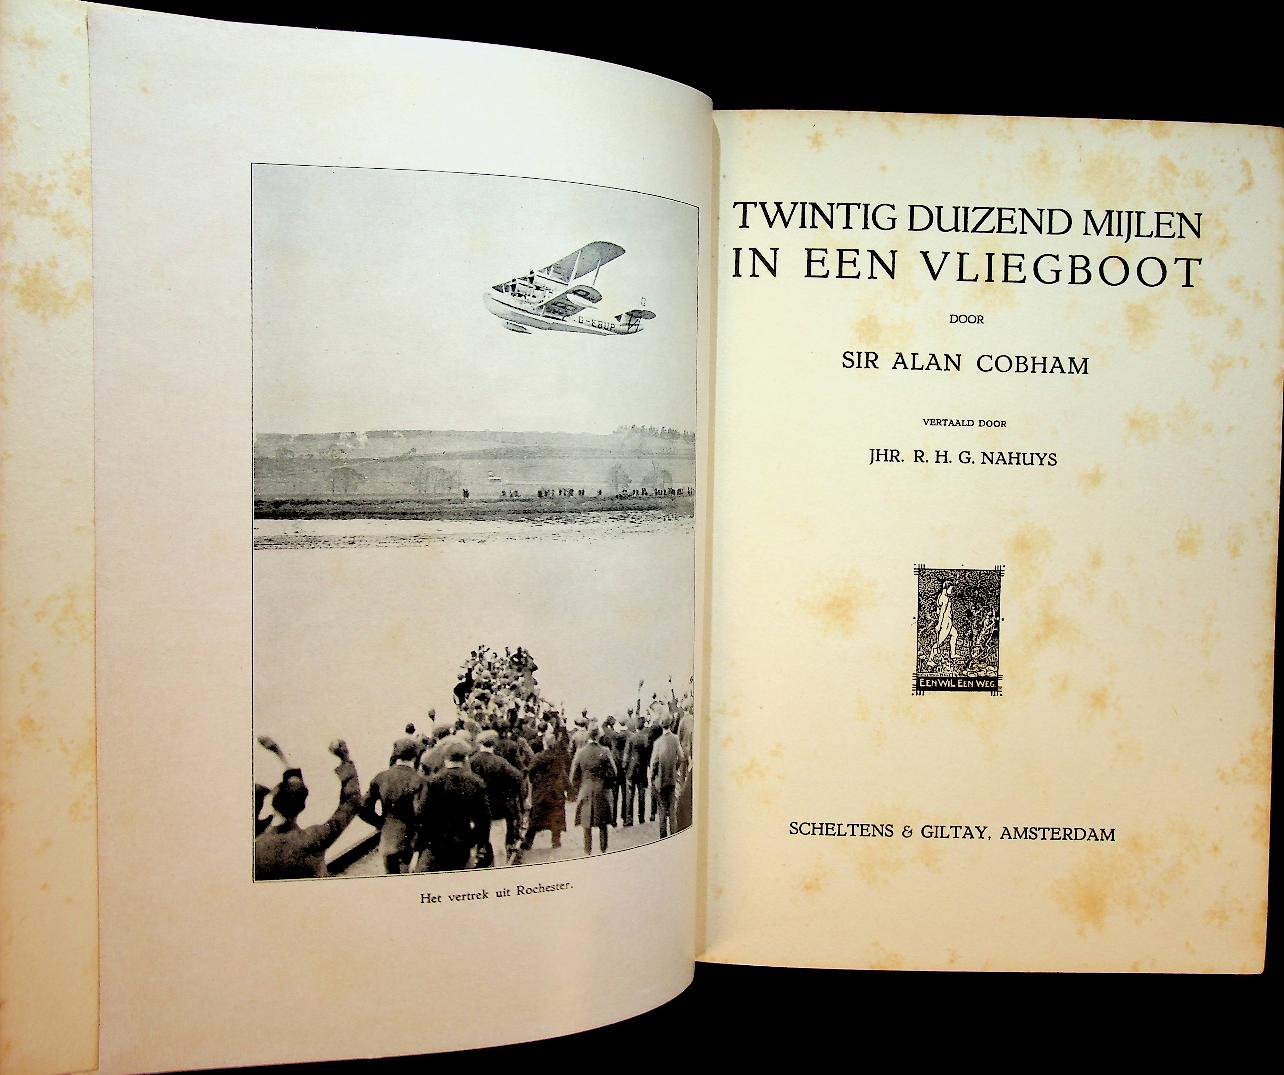 G-EBUP
G
Het vertrek uit Rochester.
TWINTIG DUIZEND MIJLEN
IN EEN VLIEGBOOT
DOOR
SIR ALAN COBHAM
VERTAALD DOOR
JHR. R. H. G. NAHUYS
EEN WIL EEN WEG
SCHELTENS & GILTAY, AMSTERDAM